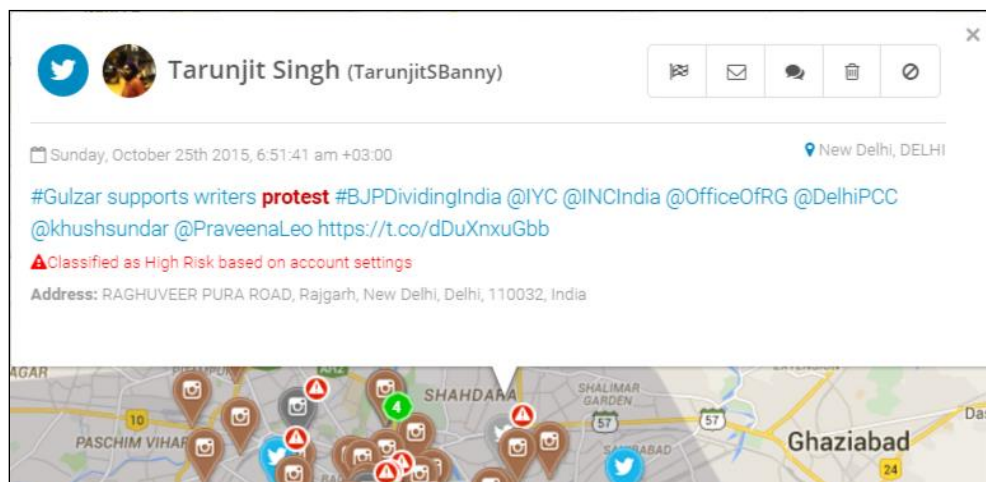 Tarunjit Singh (TarunjitSBanny)
Sunday, October 25th 2015, 6:51:41 am +03:00
New Delhi, DELHI
#Gulzar supports writers protest #BJPDividingIndia @IYC @INCIndia @OfficeOfRG @DelhiPCC
@khushsundar @PraveenaLeo https://t.co/dDuXnxuGbb
Classified as High Risk based on account settings
Address: RAGHUVEER PURA ROAD, Rajgarh, New Delhi, Delhi, 110032, India
AGAR
SHAHDARA
SHALIMAR
GARDEN
4
10
57
57
Das
PASCHIM VIHAR
Ghaziabad
24